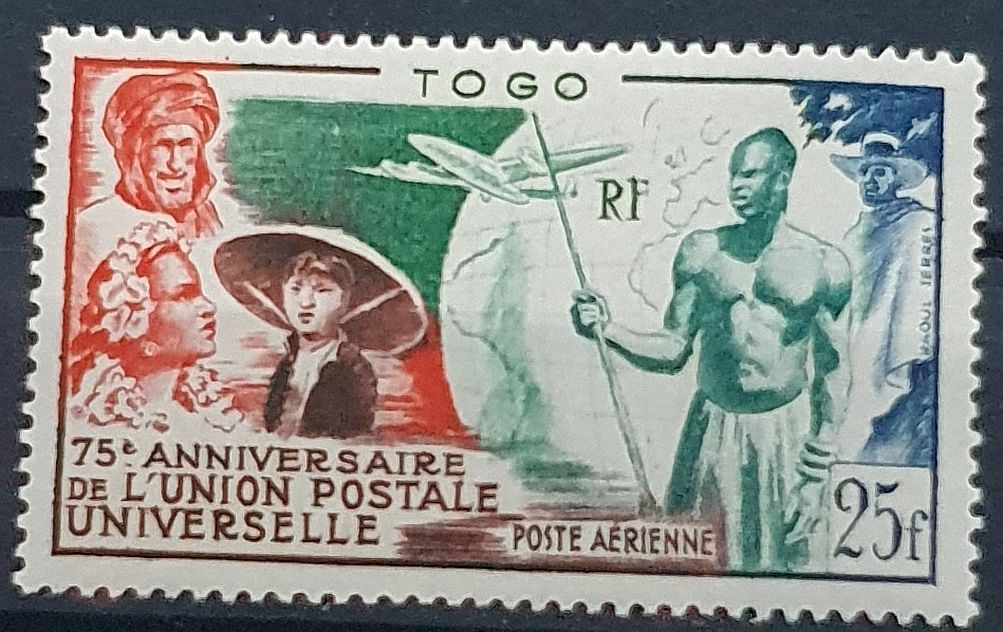 TOGO
RF
75e ANNIVERSAIRE
DE L'UNION POSTALE
UNIVERSELLE
POSTE AÉRIENNE
25f
RAOUL SERRES